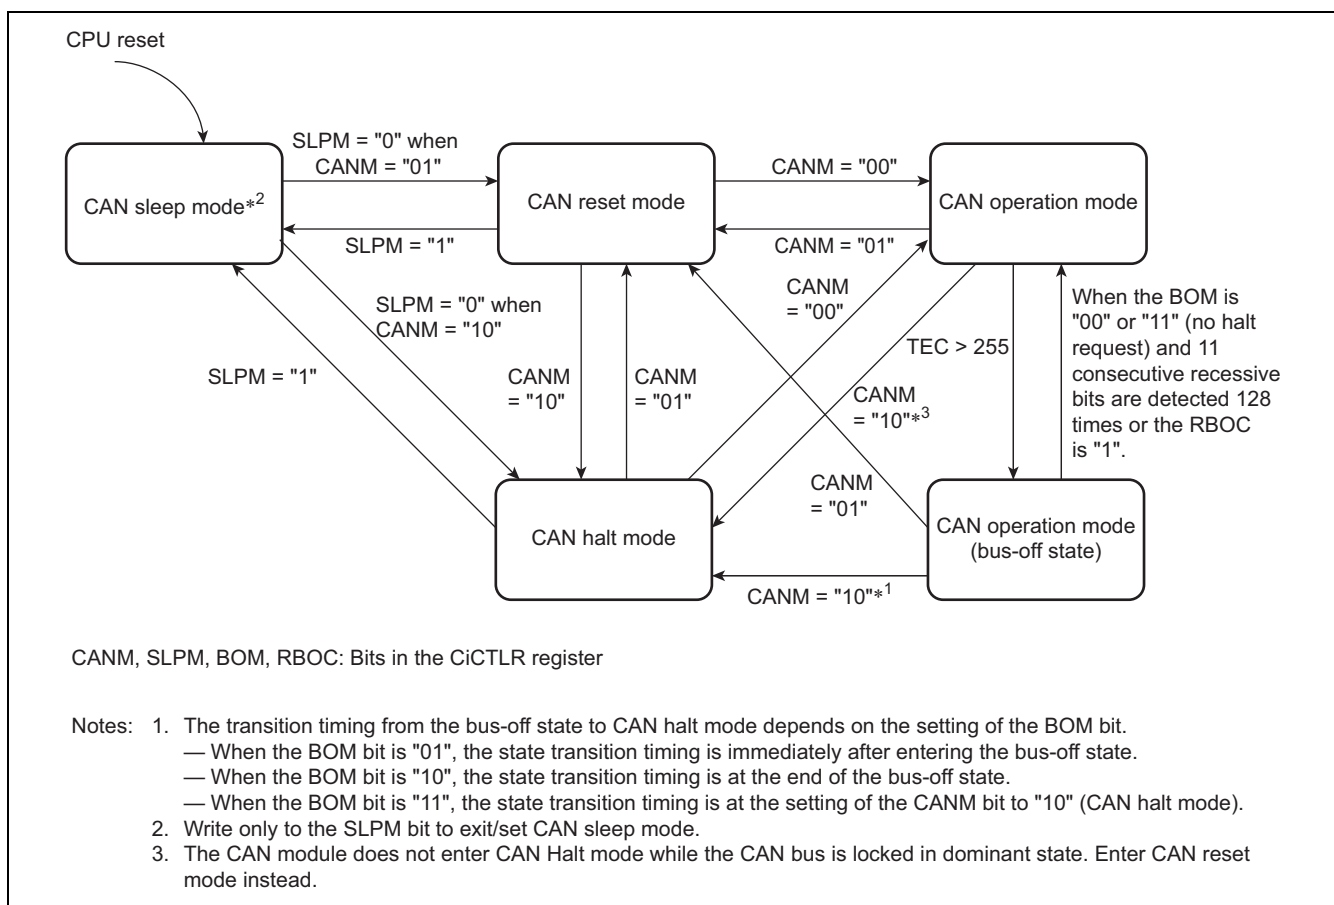 CPU reset
SLPM = "0" when
CANM = "01"
CAN sleep mode*2
CAN reset mode
CANM = "00"
CAN operation mode
SLPM = "1"
CANM = "01"
SLPM = "0" when
CANM = "10"
SLPM = "1"
CANM
= "10"
CANM
= "01"
CANM
= "00"
TEC > 255
CANM
= "10"*3
CANM
= "01"
When the BOM is
"00" or "11" (no halt
request) and 11
consecutive recessive
bits are detected 128
times or the RBOC
is "1".
CAN halt mode
CAN operation mode
(bus-off state)
CANM = "10"*1
CANM, SLPM, BOM, RBOC: Bits in the CiCTLR register
Notes: 1. The transition timing from the bus-off state to CAN halt mode depends on the setting of the BOM bit.
— When the BOM bit is "01", the state transition timing is immediately after entering the bus-off state.
— When the BOM bit is "10", the state transition timing is at the end of the bus-off state.
— When the BOM bit is "11", the state transition timing is at the setting of the CANM bit to "10" (CAN halt mode).
2. Write only to the SLPM bit to exit/set CAN sleep mode.
3. The CAN module does not enter CAN Halt mode while the CAN bus is locked in dominant state. Enter CAN reset
mode instead.